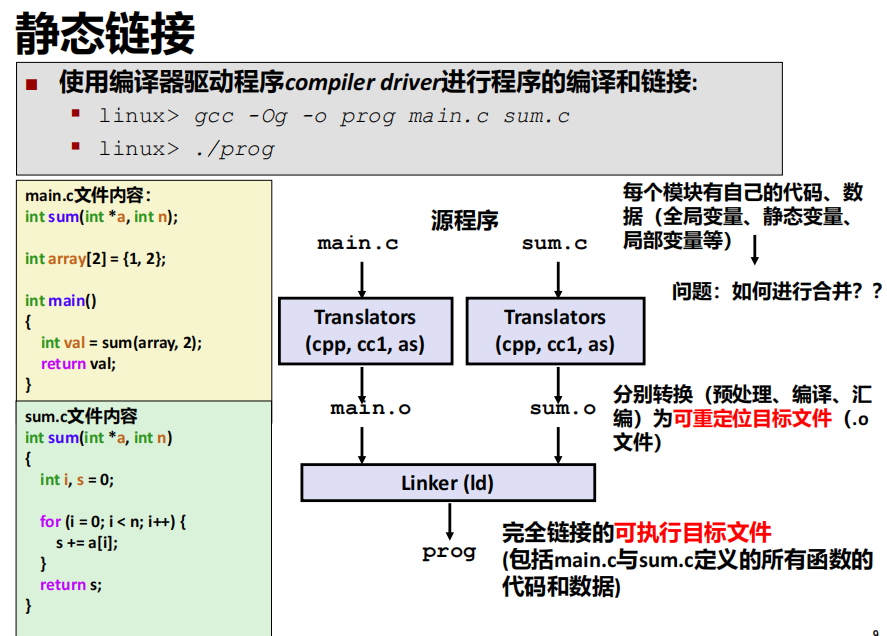 静态链接
使用编译器驱动程序compiler driver进行程序的编译和链接:
linux> gcc -Og -o prog main.c sum.c
linux> ./prog
main.c文件内容：
int sum(int *a, int n);
int array[2] = {1, 2};
int main()
{
int val = sum(array, 2);
return val;
}
sum.c文件内容
int sum(int *a, int n)
{
int i, s = 0;
for (i = 0; i < n; i++) {
s += a[i];
}
return s;
}
源程序
main.c
sum.c
Translators
(cpp, cc1, as)
Translators
(cpp, cc1, as)
main.o
sum.o
Linker (ld)
prog
每个模块有自己的代码、数
据（全局变量、静态变量、
局部变量等）
问题：如何进行合并？？
分别转换（预处理、编译、汇
编）为可重定位目标文件（.o
文件）
完全链接的可执行目标文件
(包括main.c与sum.c定义的所有函数的
代码和数据)
9